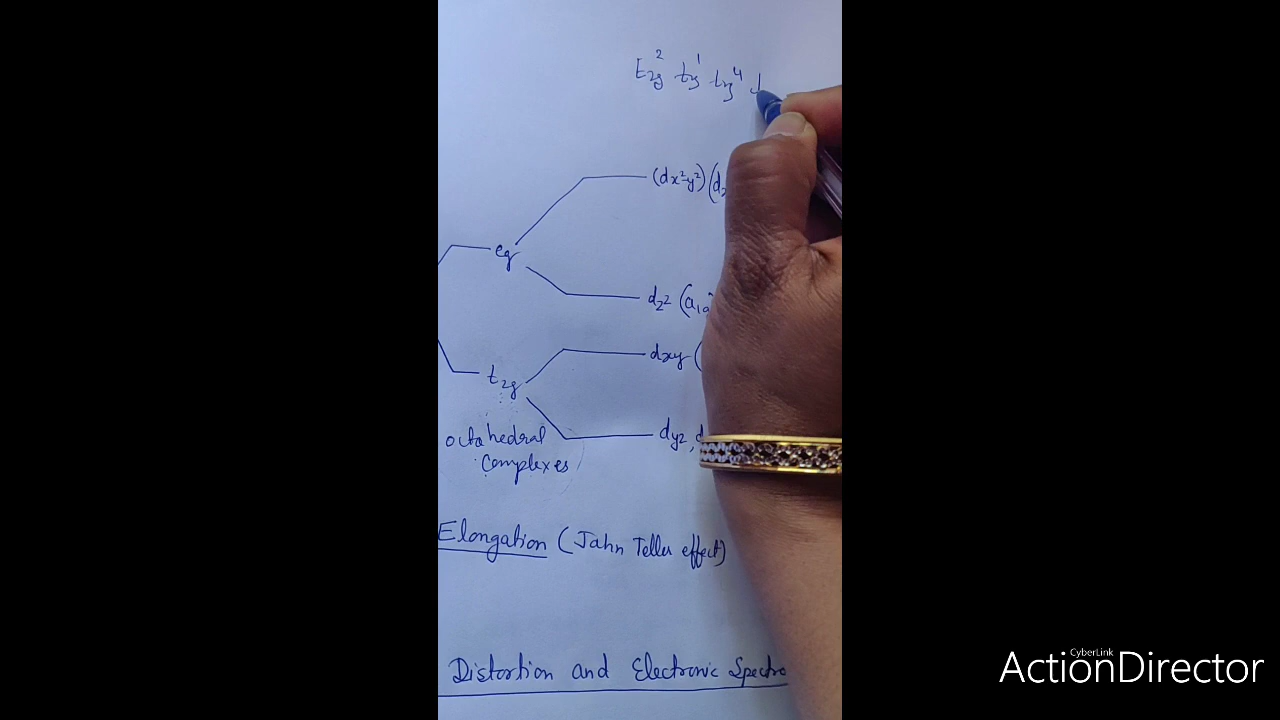 t2g² t2g¹ t2g⁴
(dx²-y²) (d
eg
dz² (a1g
dxy (
t2g
dyz, d
octahedral
complexes
Elongation (Jahn Teller effect)
Distortion and Electronic Spectra
CyberLink
ActionDirector